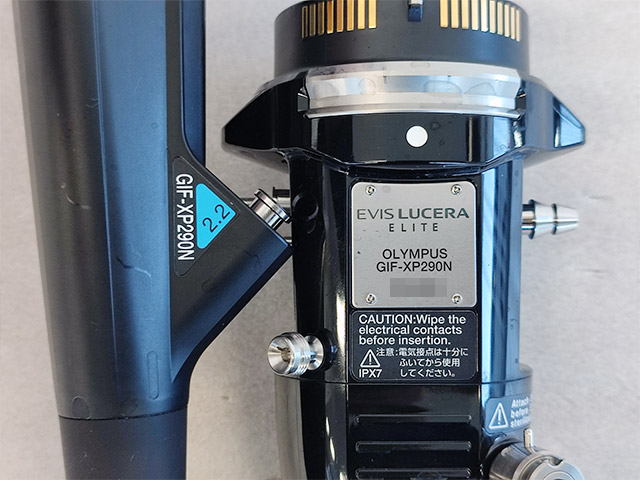 GIF-XP290N
2.2
EVIS LUCERA
ELITE
OLYMPUS
GIF-XP290N
CAUTION:Wipe the
electrical contacts
before insertion.
注意:電気接点は十分に
ふいてから使用
してください。
IPX7
Attach
before